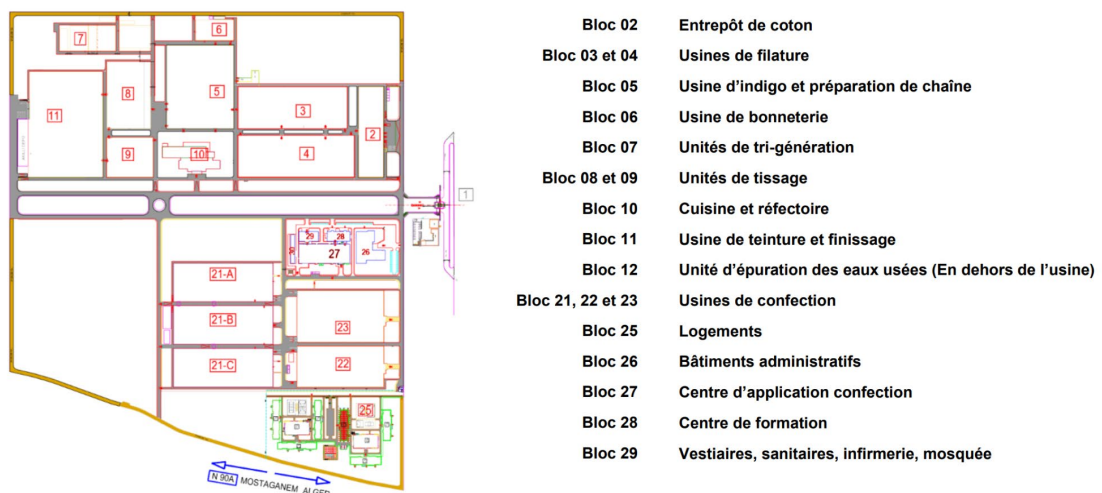 7
6
8
5
11
3
2
9
10
4
1
29
28
30
27
26
21-A
21-B
23
21-C
22
25
N 90A MOSTAGANEM ALGER
Bloc 02 Entrepôt de coton
Bloc 03 et 04 Usines de filature
Bloc 05 Usine d’indigo et préparation de chaîne
Bloc 06 Usine de bonneterie
Bloc 07 Unités de tri-génération
Bloc 08 et 09 Unités de tissage
Bloc 10 Cuisine et réfectoire
Bloc 11 Usine de teinture et finissage
Bloc 12 Unité d’épuration des eaux usées (En dehors de l’usine)
Bloc 21, 22 et 23 Usines de confection
Bloc 25 Logements
Bloc 26 Bâtiments administratifs
Bloc 27 Centre d’application confection
Bloc 28 Centre de formation
Bloc 29 Vestiaires, sanitaires, infirmerie, mosquée